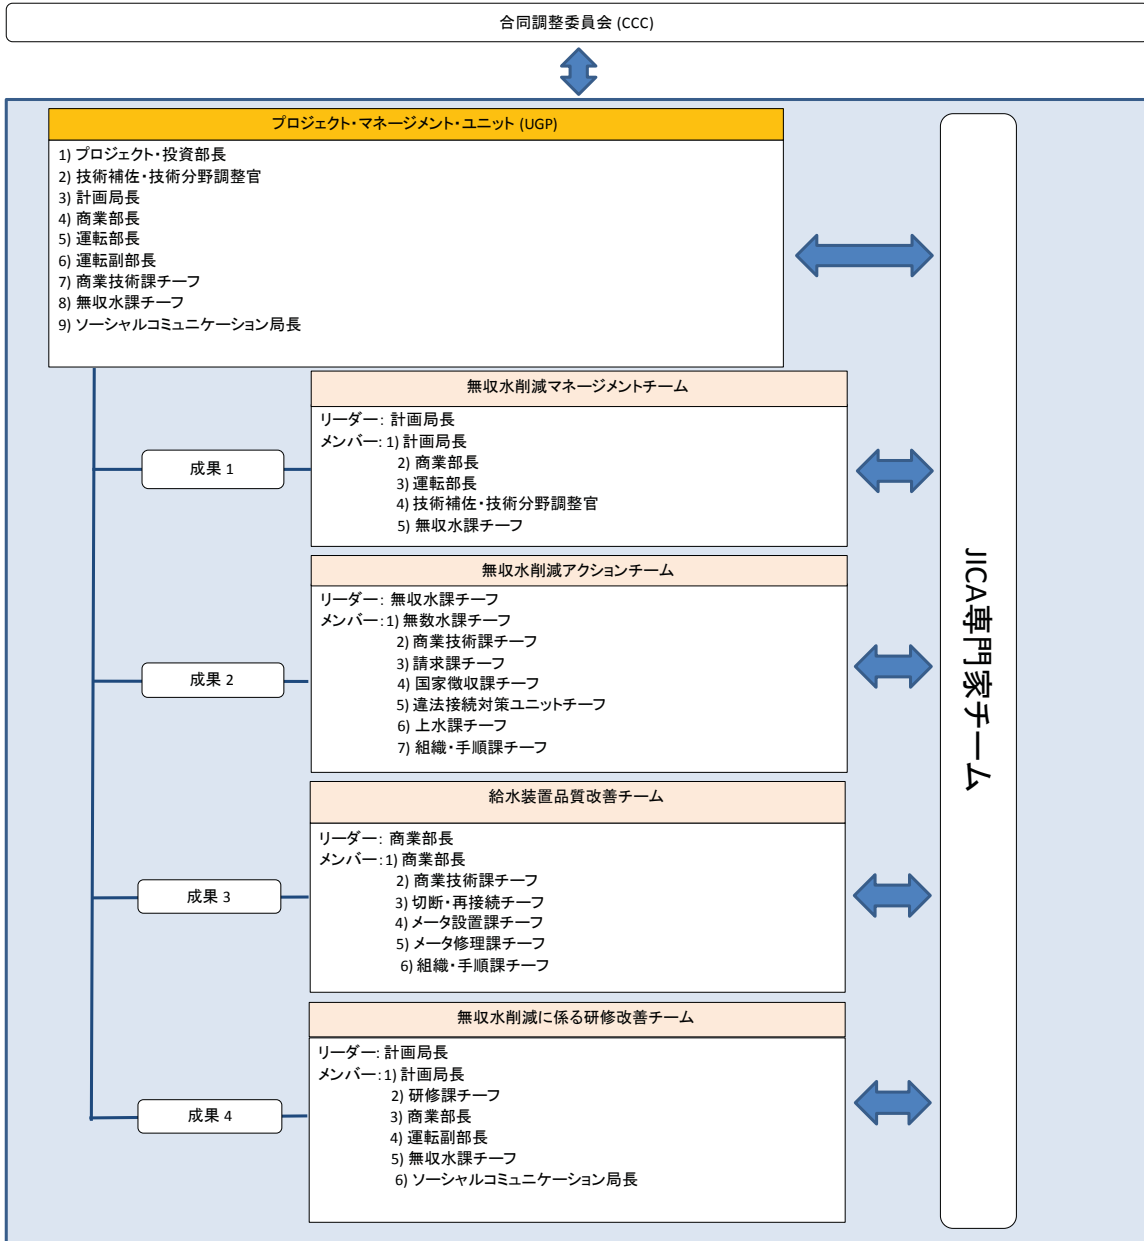 合同調整委員会 (CCC)
プロジェクト・マネージメント・ユニット (UGP)
1) プロジェクト・投資部長
2) 技術補佐・技術分野調整官
3) 計画局長
4) 商業部長
5) 運転部長
6) 運転副部長
7) 商業技術課チーフ
8) 無収水課チーフ
9) ソーシャルコミュニケーション局長
無収水削減マネージメントチーム
リーダー: 計画局長
メンバー: 1) 計画局長
2) 商業部長
3) 運転部長
4) 技術補佐・技術分野調整官
5) 無収水課チーフ
成果 1
無収水削減アクションチーム
リーダー: 無収水課チーフ
メンバー: 1) 無数水課チーフ
2) 商業技術課チーフ
3) 請求課チーフ
4) 国家徴収課チーフ
5) 違法接続対策ユニットチーフ
6) 上水課チーフ
7) 組織・手順課チーフ
成果 2
給水装置品質改善チーム
リーダー: 商業部長
メンバー: 1) 商業部長
2) 商業技術課チーフ
3) 切断・再接続チーフ
4) メータ設置課チーフ
5) メータ修理課チーフ
6) 組織・手順課チーフ
成果 3
無収水削減に係る研修改善チーム
リーダー: 計画局長
メンバー: 1) 計画局長
2) 研修課チーフ
3) 商業部長
4) 運転副部長
5) 無収水課チーフ
6) ソーシャルコミュニケーション局長
成果 4
JICA専門家チーム